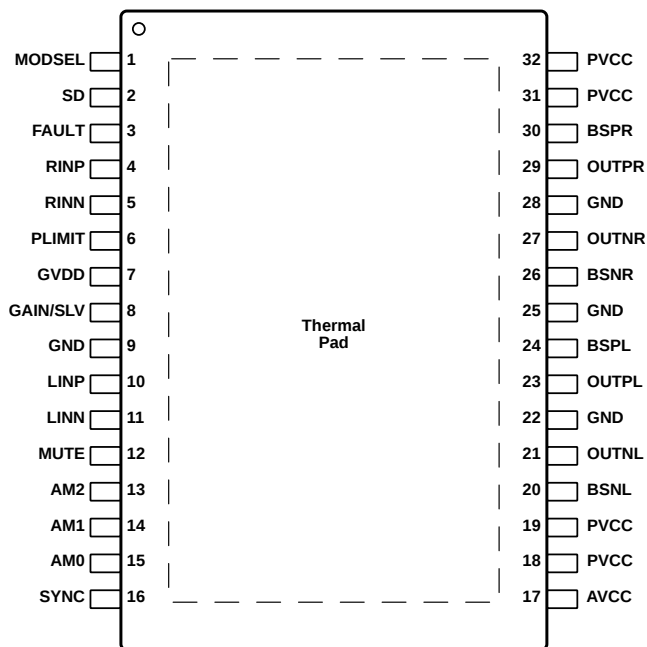 MODSEL 1 32 PVCC
SD 2 31 PVCC
FAULT 3 30 BSPR
RINP 4 29 OUTPR
RINN 5 28 GND
PLIMIT 6 27 OUTNR
GVDD 7 26 BSNR
GAIN/SLV 8 25 GND
Thermal
Pad
GND 9 24 BSPL
LINP 10 23 OUTPL
LINN 11 22 GND
MUTE 12 21 OUTNL
AM2 13 20 BSNL
AM1 14 19 PVCC
AM0 15 18 PVCC
SYNC 16 17 AVCC